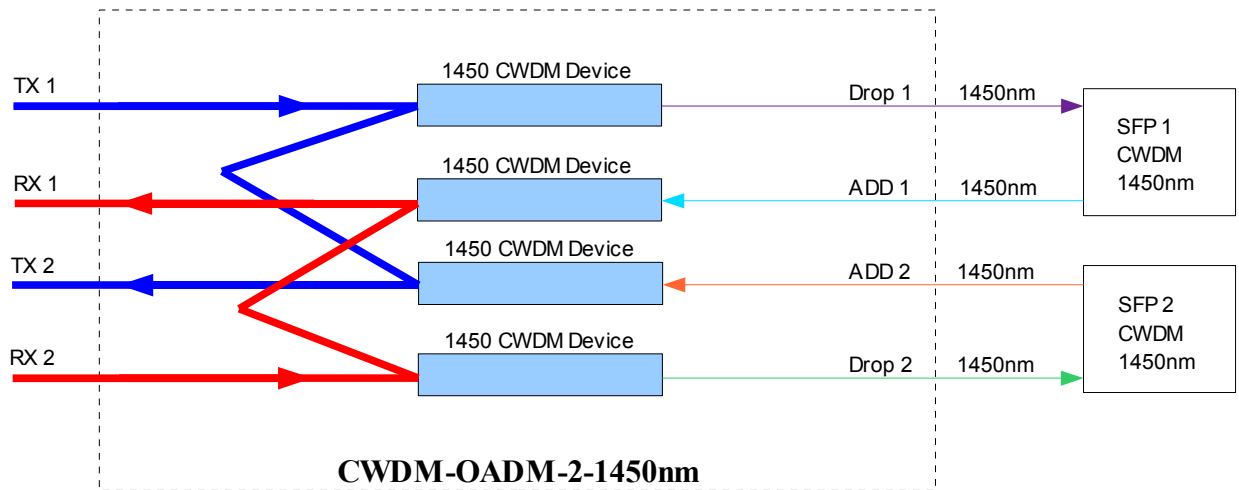 1450 CWDM Device
TX 1
Drop 1 1450nm
SFP 1
CWDM
1450nm
1450 CWDM Device
RX 1
ADD 1 1450nm
1450 CWDM Device
TX 2
ADD 2 1450nm
SFP 2
CWDM
1450nm
1450 CWDM Device
RX 2
Drop 2 1450nm
CWDM-OADM-2-1450nm